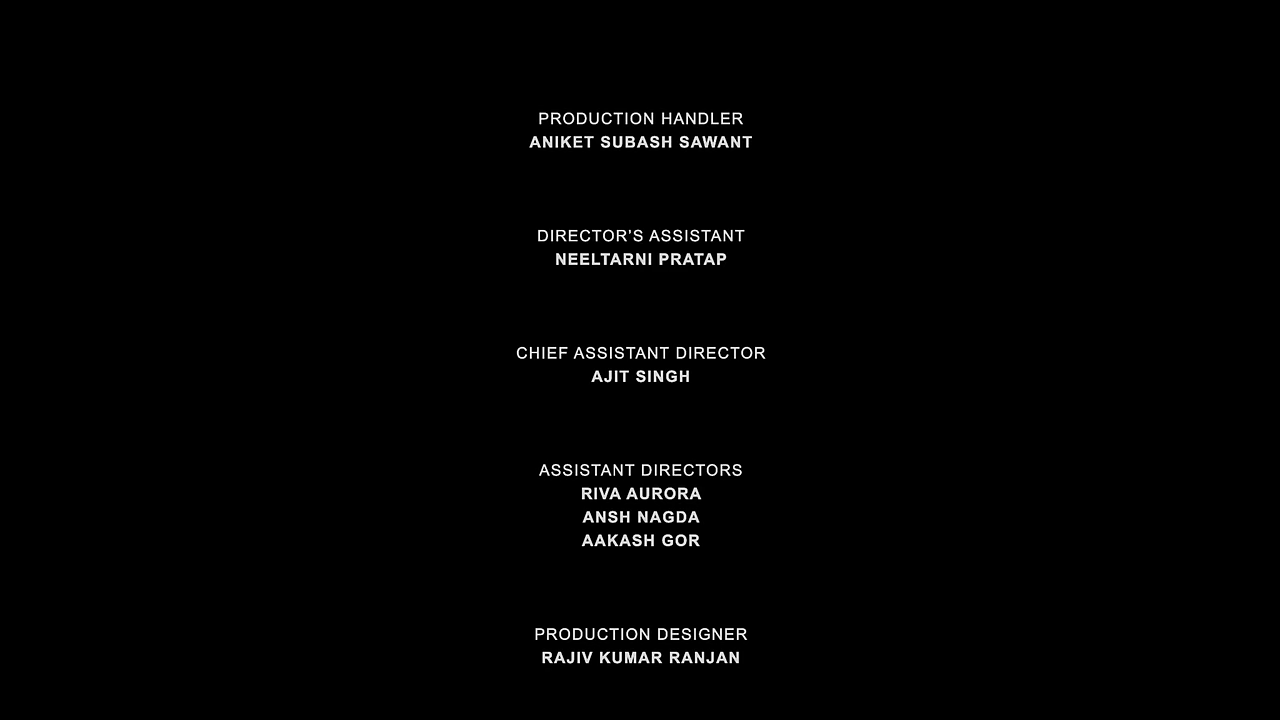 PRODUCTION HANDLER
ANIKET SUBASH SAWANT
DIRECTOR'S ASSISTANT
NEELTARNI PRATAP
CHIEF ASSISTANT DIRECTOR
AJIT SINGH
ASSISTANT DIRECTORS
RIVA AURORA
ANSH NAGDA
AAKASH GOR
PRODUCTION DESIGNER
RAJIV KUMAR RANJAN